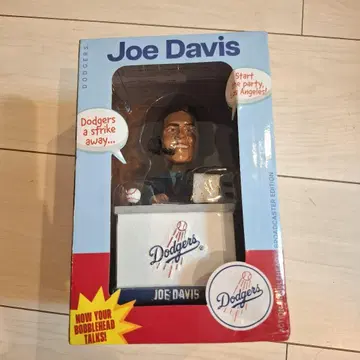 DODGERS
Joe Davis
Start
the party,
Los Angeles!
Dodgers
a strike
away...
Dodgers
JOE DAVIS
BROADCASTER EDITION
Dodgers
NOW YOUR
BOBBLEHEAD
TALKS!